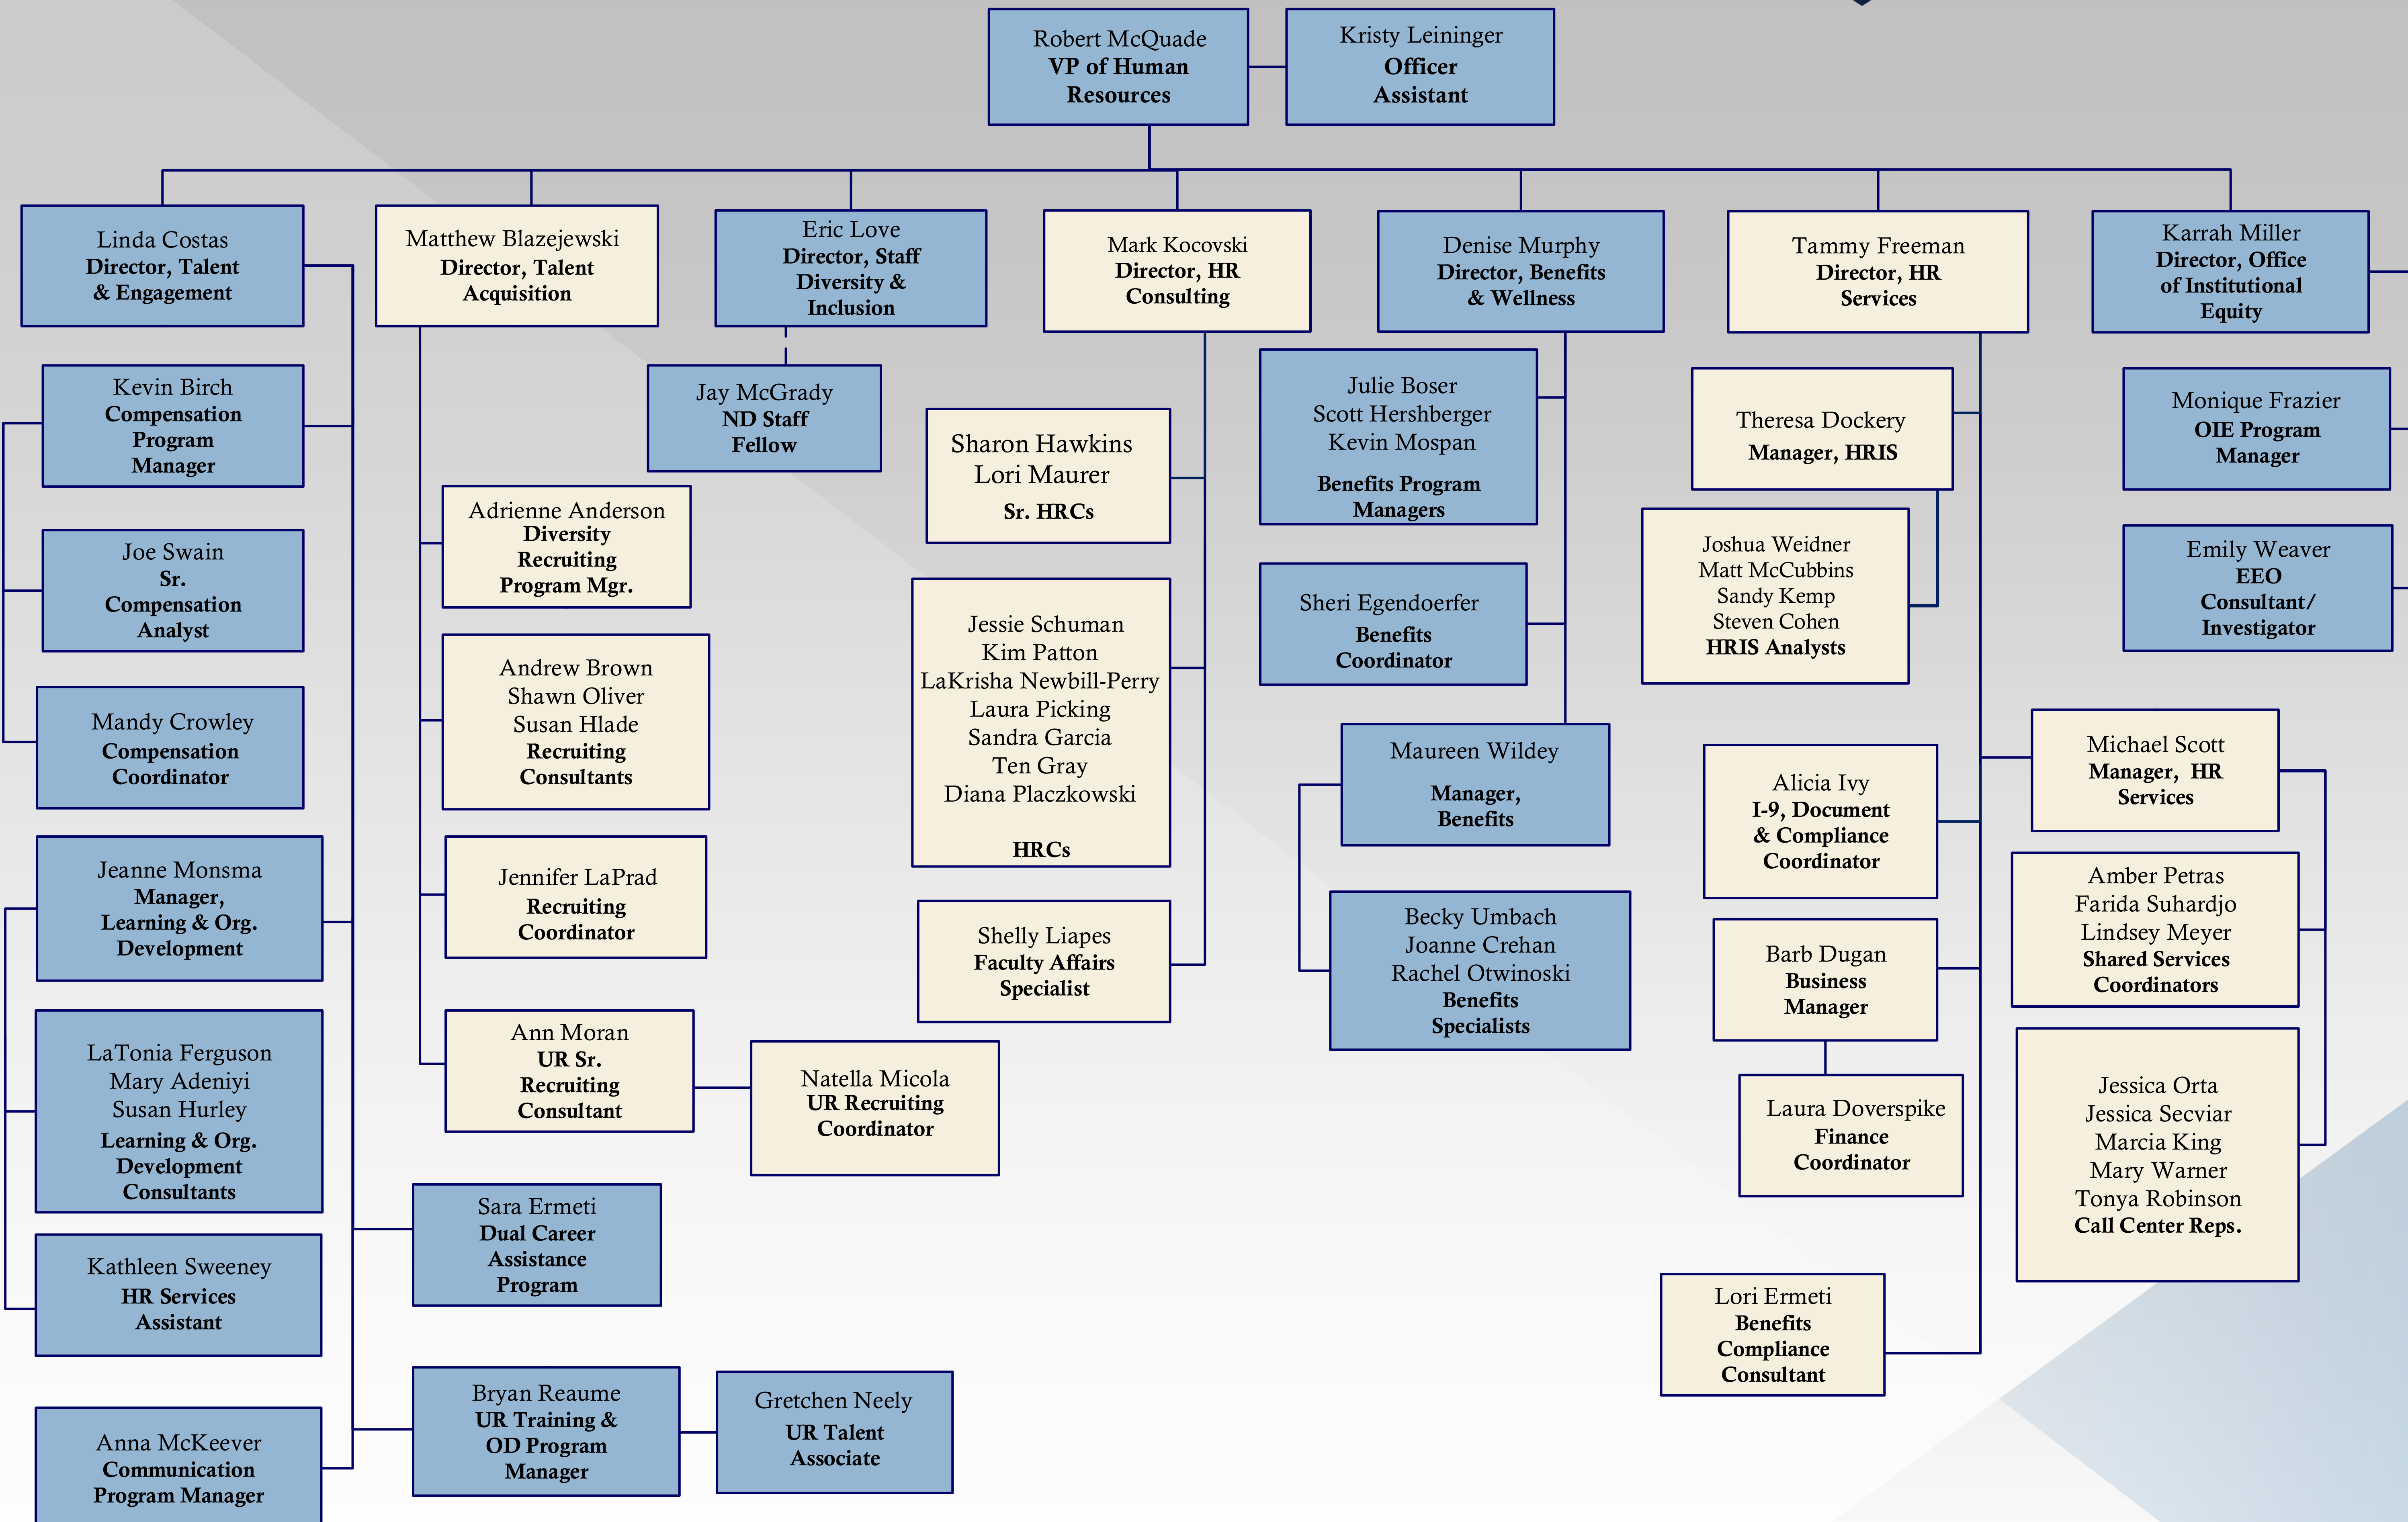 Robert McQuade
VP of Human
Resources
Kristy Leininger
Officer
Assistant
Linda Costas
Director, Talent
& Engagement
Matthew Blazejewski
Director, Talent
Acquisition
Eric Love
Director, Staff
Diversity &
Inclusion
Mark Kocovski
Director, HR
Consulting
Denise Murphy
Director, Benefits
& Wellness
Tammy Freeman
Director, HR
Services
Karrah Miller
Director, Office
of Institutional
Equity
Kevin Birch
Compensation
Program
Manager
Joe Swain
Sr.
Compensation
Analyst
Mandy Crowley
Compensation
Coordinator
Jeanne Monsma
Manager,
Learning & Org.
Development
LaTonia Ferguson
Mary Adeniyi
Susan Hurley
Learning & Org.
Development
Consultants
Kathleen Sweeney
HR Services
Assistant
Anna McKeever
Communication
Program Manager
Sara Ermeti
Dual Career
Assistance
Program
Bryan Reaume
UR Training &
OD Program
Manager
Gretchen Neely
UR Talent
Associate
Adrienne Anderson
Diversity
Recruiting
Program Mgr.
Andrew Brown
Shawn Oliver
Susan Hlade
Recruiting
Consultants
Jennifer LaPrad
Recruiting
Coordinator
Ann Moran
UR Sr.
Recruiting
Consultant
Natella Micola
UR Recruiting
Coordinator
Jay McGrady
ND Staff
Fellow
Sharon Hawkins
Lori Maurer
Sr. HRCs
Jessie Schuman
Kim Patton
LaKrisha Newbill-Perry
Laura Picking
Sandra Garcia
Ten Gray
Diana Placzkowski
HRCs
Shelly Liapes
Faculty Affairs
Specialist
Julie Boser
Scott Hershberger
Kevin Mospan
Benefits Program
Managers
Sheri Egendoerfer
Benefits
Coordinator
Maureen Wildey
Manager,
Benefits
Becky Umbach
Joanne Crehan
Rachel Otwinoski
Benefits
Specialists
Theresa Dockery
Manager, HRIS
Joshua Weidner
Matt McCubbins
Sandy Kemp
Steven Cohen
HRIS Analysts
Alicia Ivy
I-9, Document
& Compliance
Coordinator
Barb Dugan
Business
Manager
Laura Doverspike
Finance
Coordinator
Lori Ermeti
Benefits
Compliance
Consultant
Michael Scott
Manager, HR
Services
Amber Petras
Farida Suhardjo
Lindsey Meyer
Shared Services
Coordinators
Jessica Orta
Jessica Secviar
Marcia King
Mary Warner
Tonya Robinson
Call Center Reps.
Monique Frazier
OIE Program
Manager
Emily Weaver
EEO
Consultant/
Investigator